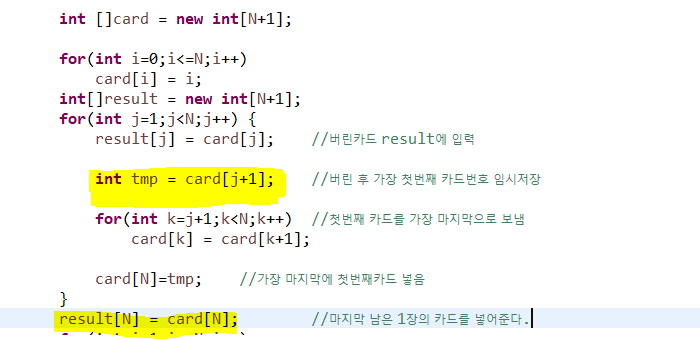 int []card = new int[N+1];
for(int i=0;i<=N;i++)
card[i] = i;
int[]result = new int[N+1];
for(int j=1;j<N;j++) {
result[j] = card[j]; //버린카드 result에 입력
int tmp = card[j+1]; //버린 후 가장 첫번째 카드번호 임시저장
for(int k=j+1;k<N;k++) //첫번째 카드를 가장 마지막으로 보냄
card[k] = card[k+1];
card[N]=tmp; //가장 마지막에 첫번째카드 넣음
}
result[N] = card[N]; //마지막 남은 1장의 카드를 넣어준다.